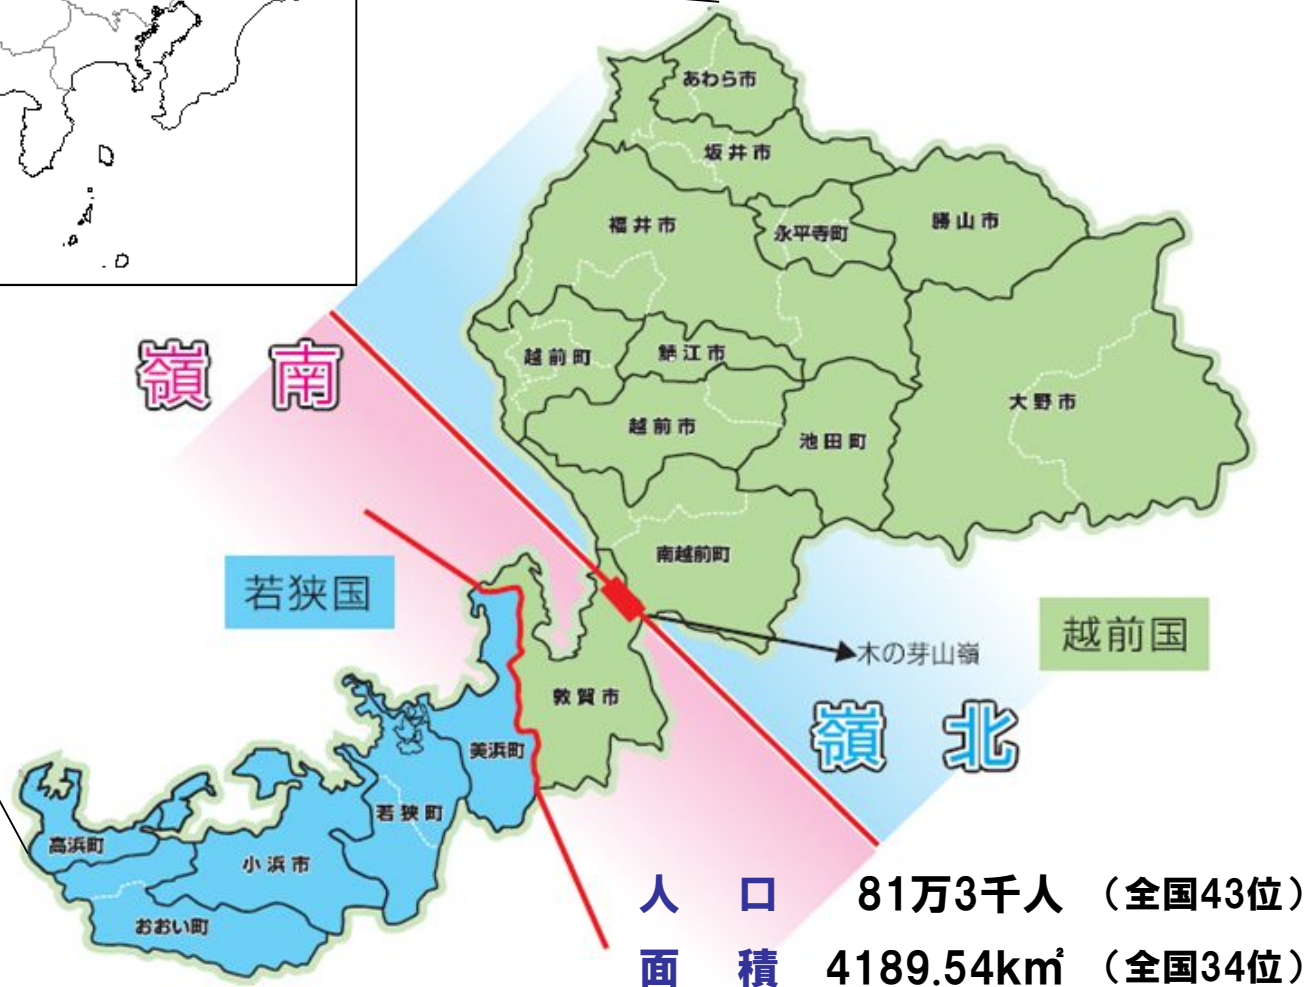 あわら市
坂井市
福井市
永平寺町
勝山市
嶺南
越前町
鯖江市
大野市
越前市
池田町
南越前町
若狭国
越前国
木の芽山嶺
敦賀市
嶺北
美浜町
若狭町
高浜町
小浜市
おおい町
人口 81万3千人 （全国43位）
面積 4189.54k㎡ （全国34位）